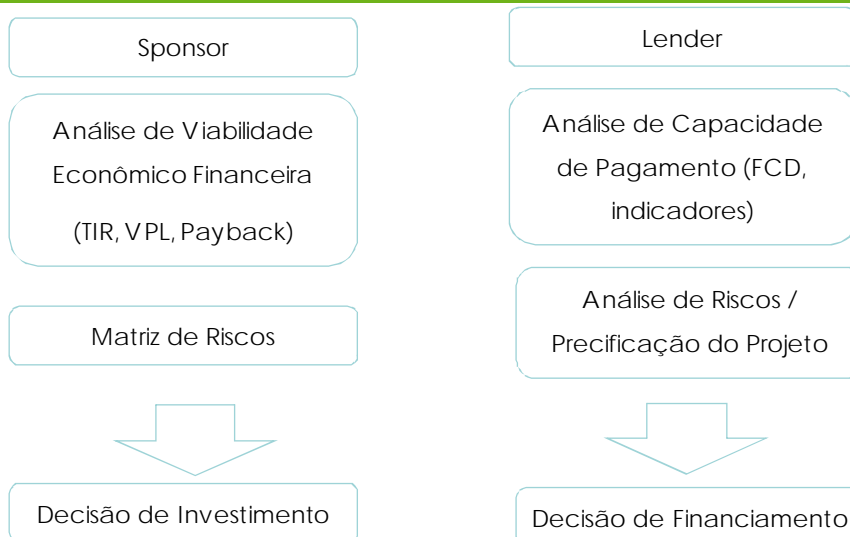 Sponsor
Análise de Viabilidade
Econômico Financeira
(TIR, VPL, Payback)
Matriz de Riscos
Decisão de Investimento
Lender
Análise de Capacidade
de Pagamento (FCD,
indicadores)
Análise de Riscos /
Precificação do Projeto
Decisão de Financiamento